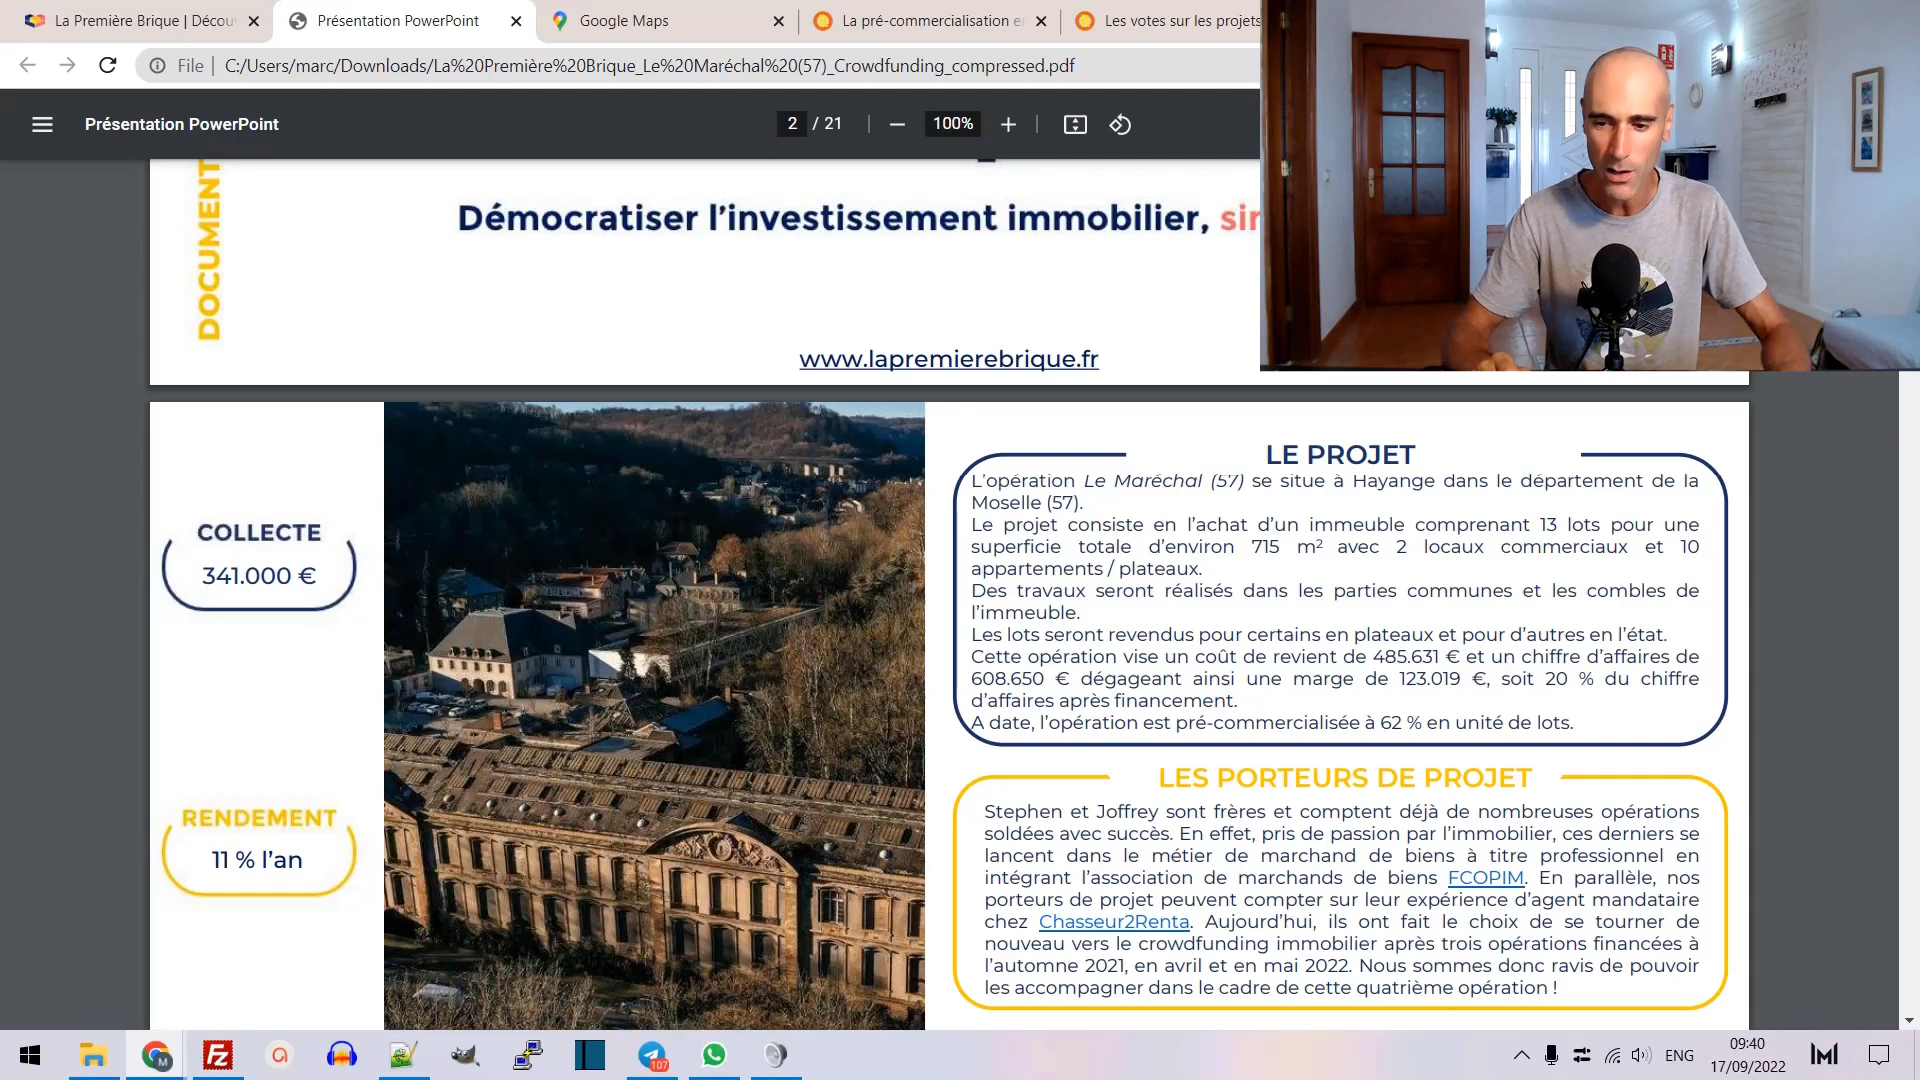 La Première Brique | Décou
Présentation PowerPoint
Google Maps
La pré-commercialisation e
Les votes sur les projets
File
C:/Users/marc/Downloads/La%20Première%20Brique_Le%20Maréchal%20(57)_Crowdfunding_compressed.pdf
Présentation PowerPoint
2 / 21
100%
DOCUMENT
Démocratiser l'investissement immobilier, sir
www.lapremierebrique.fr
COLLECTE
341.000 €
RENDEMENT
11 % l'an
LE PROJET
L'opération Le Maréchal (57) se situe à Hayange dans le département de la
Moselle (57).
Le projet consiste en l'achat d'un immeuble comprenant 13 lots pour une
superficie totale d'environ 715 m² avec 2 locaux commerciaux et 10
appartements / plateaux.
Des travaux seront réalisés dans les parties communes et les combles de
l'immeuble.
Les lots seront revendus pour certains en plateaux et pour d'autres en l'état.
Cette opération vise un coût de revient de 485.631 € et un chiffre d'affaires de
608.650 € dégageant ainsi une marge de 123.019 €, soit 20 % du chiffre
d'affaires après financement.
A date, l'opération est pré-commercialisée à 62 % en unité de lots.
LES PORTEURS DE PROJET
Stephen et Joffrey sont frères et comptent déjà de nombreuses opérations
soldées avec succès. En effet, pris de passion par l'immobilier, ces derniers se
lancent dans le métier de marchand de biens à titre professionnel en
intégrant l'association de marchands de biens FCOPIM. En parallèle, nos
porteurs de projet peuvent compter sur leur expérience d'agent mandataire
chez Chasseur2Renta. Aujourd'hui, ils ont fait le choix de se tourner de
nouveau vers le crowdfunding immobilier après trois opérations financées à
l'automne 2021, en avril et en mai 2022. Nous sommes donc ravis de pouvoir
les accompagner dans le cadre de cette quatrième opération !
M
107
ENG
09:40
17/09/2022